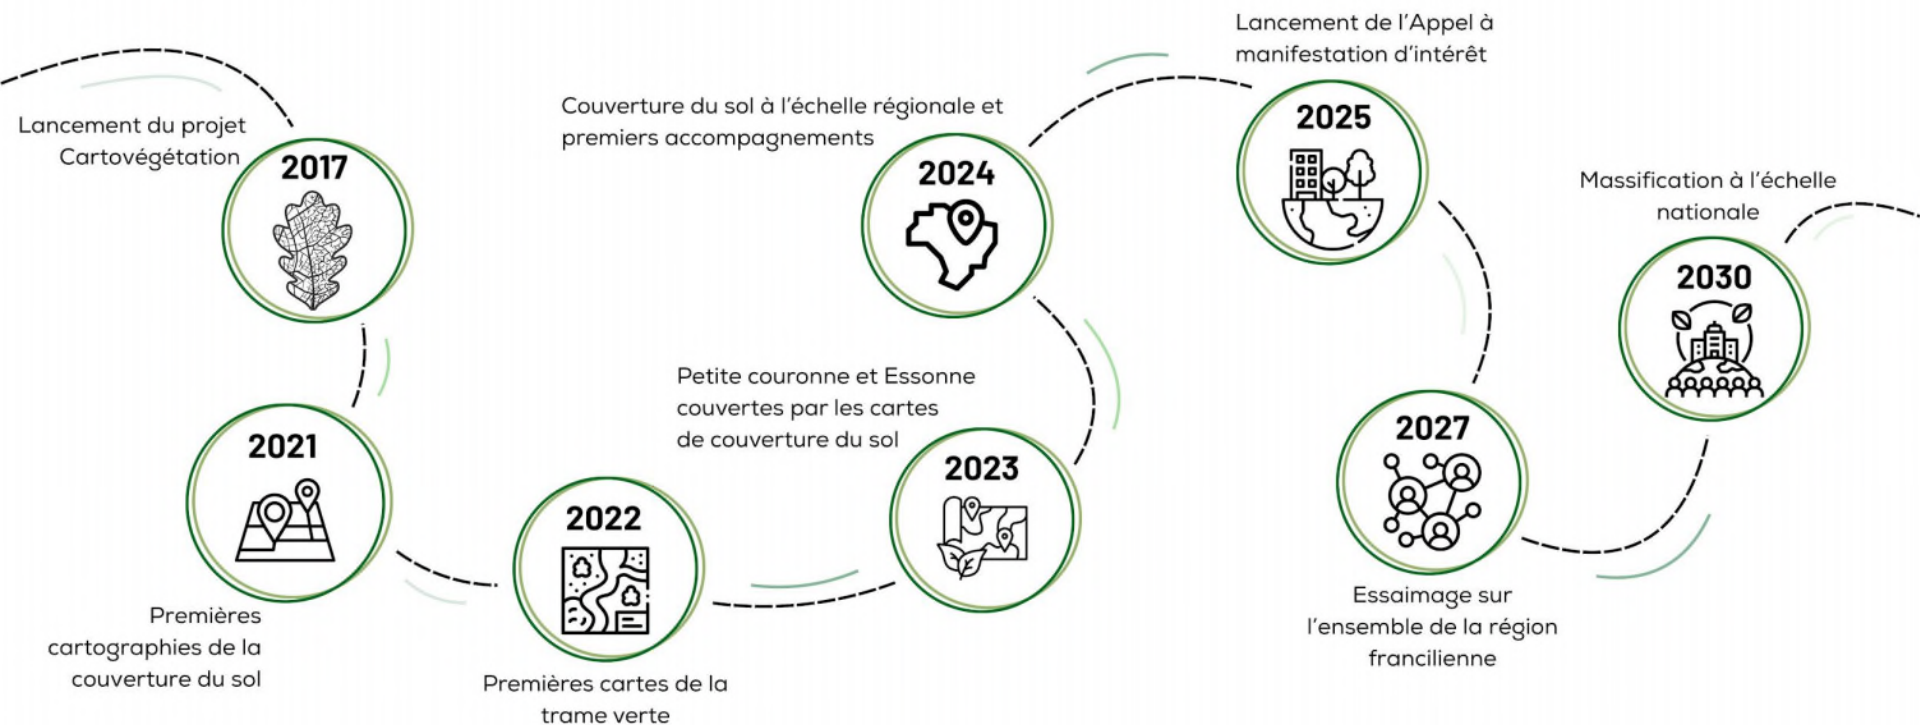 Lancement du projet
Cartovégétation
2017
2021
Premières
cartographies de la
couverture du sol
2022
Premières cartes de la
trame verte
Petite couronne et Essonne
couvertes par les cartes
de couverture du sol
2023
Couverture du sol à l'échelle régionale et
premiers accompagnements
2024
Lancement de l'Appel à
manifestation d'intérêt
2025
2027
Essaimage sur
l'ensemble de la région
francilienne
Massification à l'échelle
nationale
2030